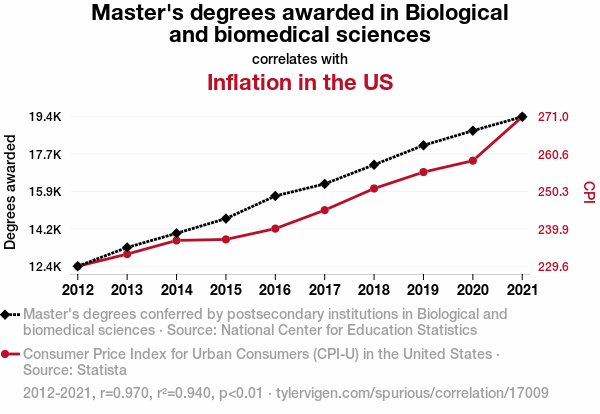 Master's degrees awarded in Biological
and biomedical sciences
correlates with
Inflation in the US
19.4K
17.7K
15.9K
14.2K
12.4K
Degrees awarded
271.0
260.6
250.3
239.9
229.6
CPI
2012 2013 2014 2015 2016 2017 2018 2019 2020 2021
Master's degrees conferred by postsecondary institutions in Biological and
biomedical sciences · Source: National Center for Education Statistics
Consumer Price Index for Urban Consumers (CPI-U) in the United States ·
Source: Statista
2012-2021, r=0.970, r²=0.940, p<0.01 · tylervigen.com/spurious/correlation/17009